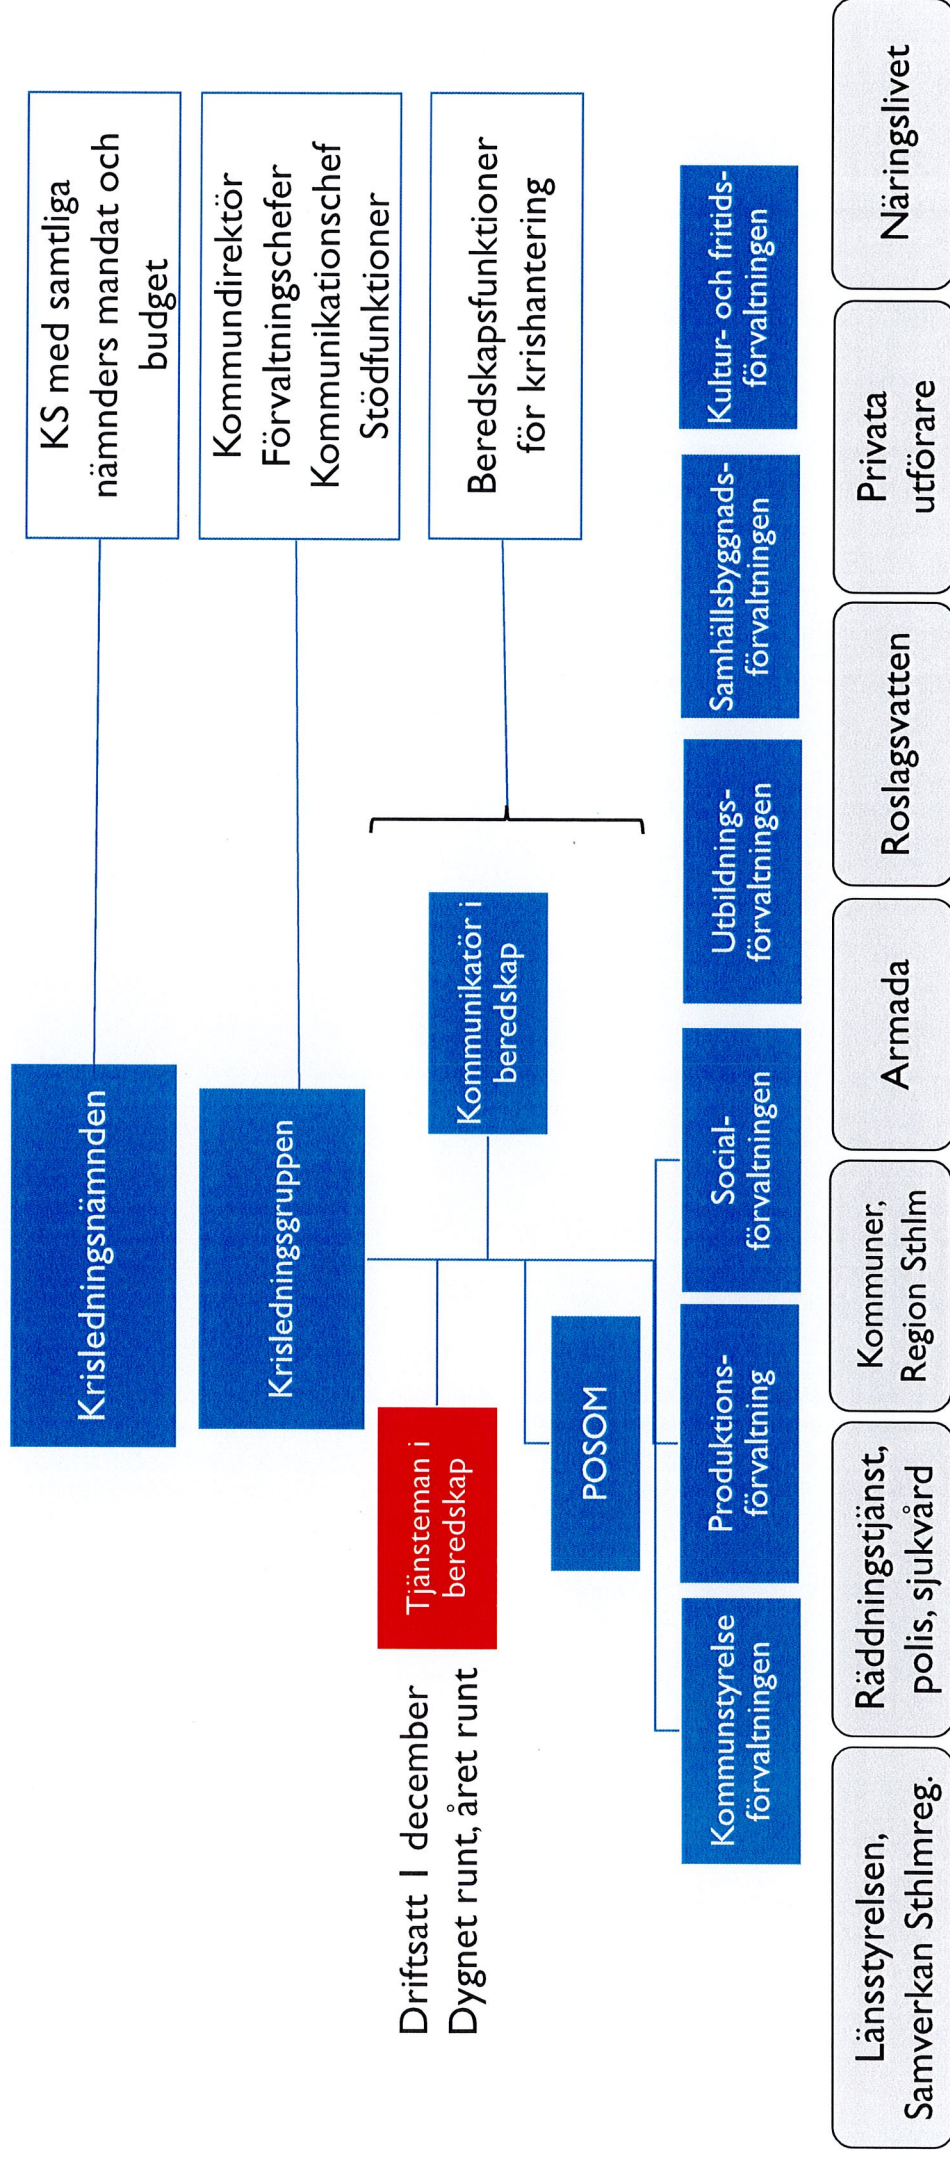 Krisledningsnämnden
KS med samtliga
nämnders mandat och
budget
Krisledningsgruppen
Kommundirektör
Förvaltningschefer
Kommunikationschef
Stödfunktioner
Driftsatt 1 december
Dygnet runt, året runt
Tjänsteman i
beredskap
Kommunikatör i
beredskap
Beredskapsfunktioner
för krishantering
POSOM
Kommunstyrelse
förvaltningen
Produktions-
förvaltning
Social-
förvaltningen
Utbildnings-
förvaltningen
Samhällsbyggnads-
förvaltningen
Kultur- och fritids-
förvaltningen
Länsstyrelsen,
Samverkan Sthlmreg.
Räddningstjänst,
polis, sjukvård
Kommuner,
Region Sthlm
Armada
Roslagsvatten
Privata
utförare
Näringslivet